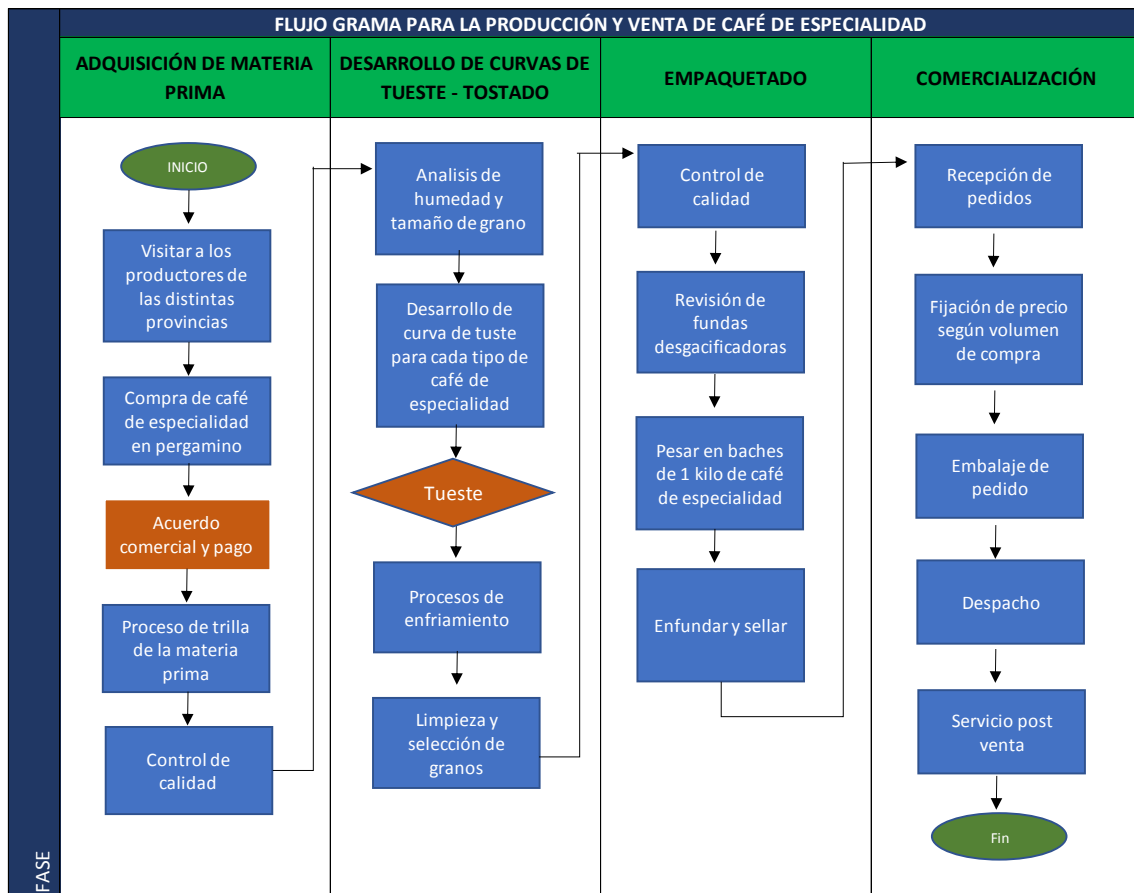 FLUJO GRAMA PARA LA PRODUCCIÓN Y VENTA DE CAFÉ DE ESPECIALIDAD
ADQUISICIÓN DE MATERIA
PRIMA
DESARROLLO DE CURVAS DE
TUESTE - TOSTADO
EMPAQUETADO
COMERCIALIZACIÓN
INICIO
Visitar a los
productores de
las distintas
provincias
Compra de café
de especialidad
en pergamino
Acuerdo
comercial y pago
Proceso de trilla
de la materia
prima
Control de
calidad
Analisis de
humedad y
tamaño de grano
Desarrollo de
curva de tuste
para cada tipo de
café de
especialidad
Tueste
Procesos de
enfriamiento
Limpieza y
selección de
granos
Control de
calidad
Revisión de
fundas
desgacificadoras
Pesar en baches
de 1 kilo de café
de especialidad
Enfundar y sellar
Recepción de
pedidos
Fijación de precio
según volumen
de compra
Embalaje de
pedido
Despacho
Servicio post
venta
Fin
FASE